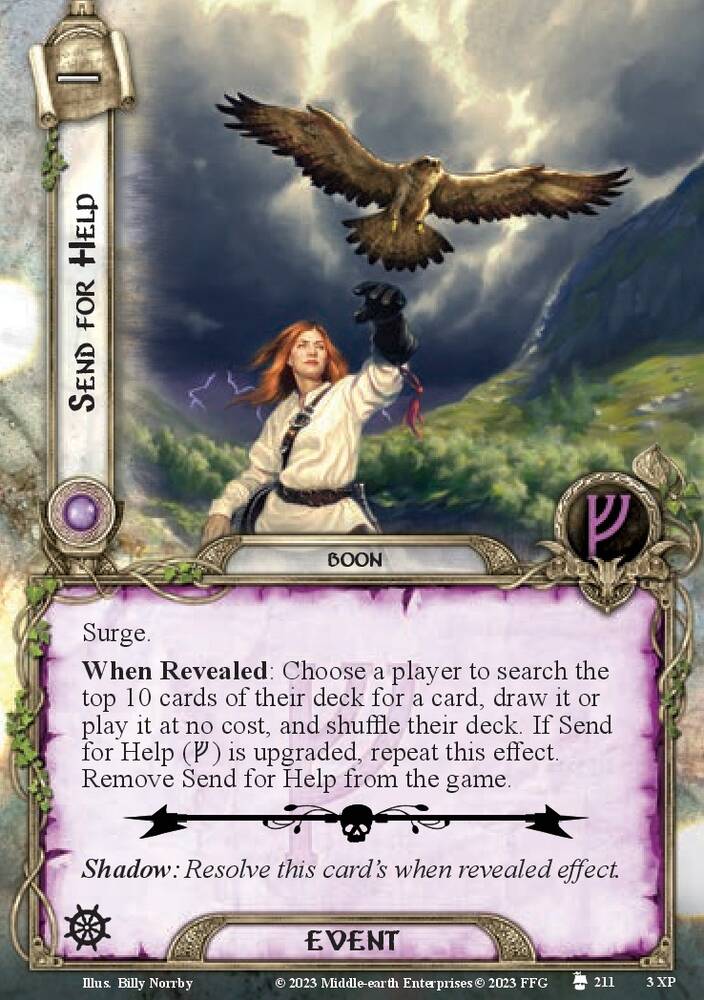 –
Send for Help
BOON
Surge.
When Revealed: Choose a player to search the
top 10 cards of their deck for a card, draw it or
play it at no cost, and shuffle their deck. If Send
for Help (ᚠ) is upgraded, repeat this effect.
Remove Send for Help from the game.
Shadow: Resolve this card's when revealed effect.
EVENT
Illus. Billy Norrby © 2023 Middle-earth Enterprises © 2023 FFG 211 3 XP